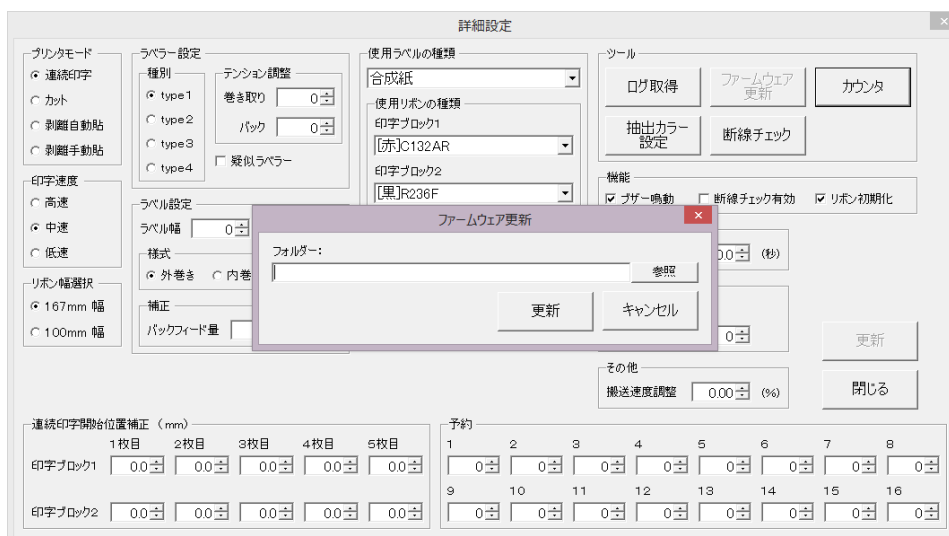 詳細設定
プリンタモード
連続印字
カット
剥離自動貼
剥離手動貼
印字速度
高速
中速
低速
リボン幅選択
167mm 幅
100mm 幅
ラベラー設定
種別
type1
type2
type3
type4
テンション調整
巻き取り 0
バック 0
疑似ラベラー
ラベル設定
ラベル幅 0
様式
外巻き 内巻
補正
バックフィード量
使用ラベルの種類
合成紙
使用リボンの種類
印字ブロック1
[赤]C132AR
印字ブロック2
[黒]R236F
ツール
ログ取得 ファームウェア更新 カウンタ
抽出カラー設定 断線チェック
機能
ブザー鳴動 断線チェック有効 リボン初期化
0.0 (秒)
0
その他
搬送速度調整 0.00 (%)
更新
閉じる
ファームウェア更新
フォルダー:
参照
更新 キャンセル
連続印字開始位置補正 (mm)
1枚目 2枚目 3枚目 4枚目 5枚目
印字ブロック1 0.0 0.0 0.0 0.0 0.0
印字ブロック2 0.0 0.0 0.0 0.0 0.0
予約
1 2 3 4 5 6 7 8
0 0 0 0 0 0 0 0
9 10 11 12 13 14 15 16
0 0 0 0 0 0 0 0